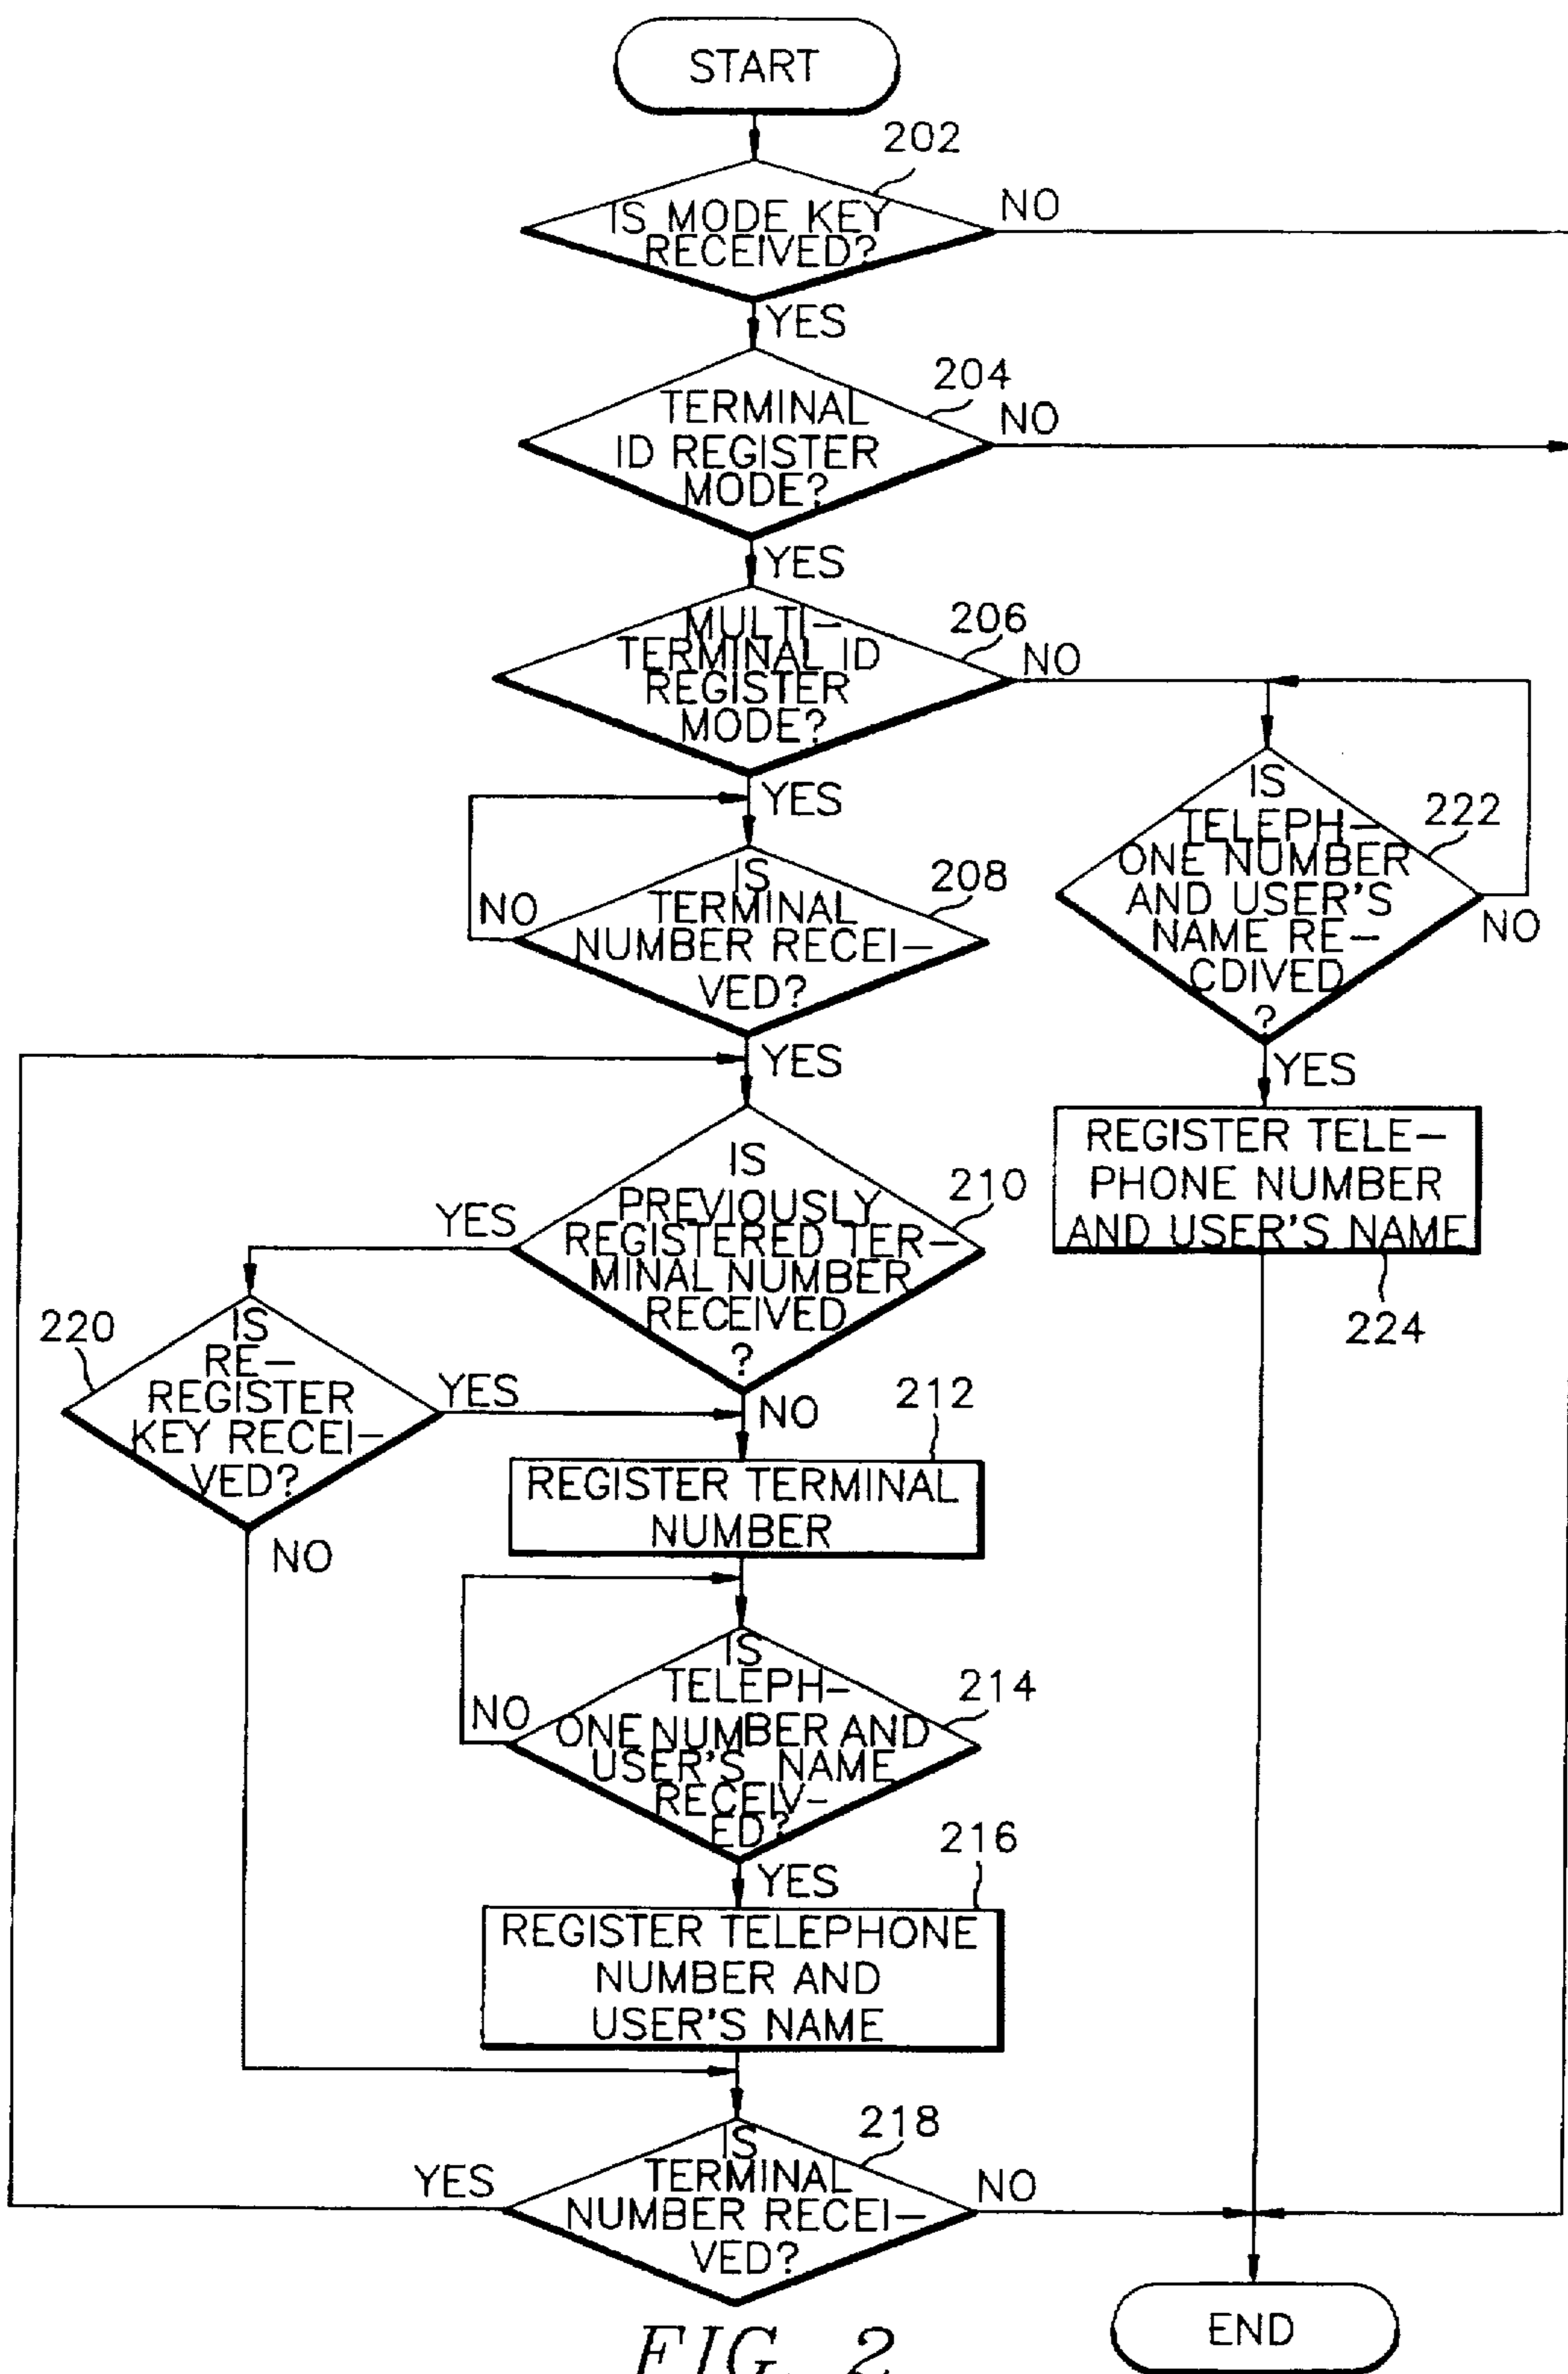 START
202
IS MODE KEY
RECEIVED?
NO
YES
204
TERMINAL
ID REGISTER
MODE?
NO
YES
206
MULTI-
TERMINAL ID
REGISTER
MODE?
NO
YES
222
IS
TELEPH-
ONE NUMBER
AND USER'S
NAME RE-
CDIVED
?
NO
YES
208
IS
TERMINAL
NUMBER RECEI-
VED?
NO
YES
REGISTER TELE-
PHONE NUMBER
AND USER'S NAME
224
210
IS
PREVIOUSLY
REGISTERED TER-
MINAL NUMBER
RECEIVED
?
YES
NO
220
IS
RE-
REGISTER
KEY RECEI-
VED?
YES
NO
212
REGISTER TERMINAL
NUMBER
214
IS
TELEPH-
ONE NUMBER AND
USER'S NAME
RECEIV-
ED?
NO
YES
216
REGISTER TELEPHONE
NUMBER AND
USER'S NAME
218
IS
TERMINAL
NUMBER RECEI-
VED?
YES
NO
END
FIG. 2